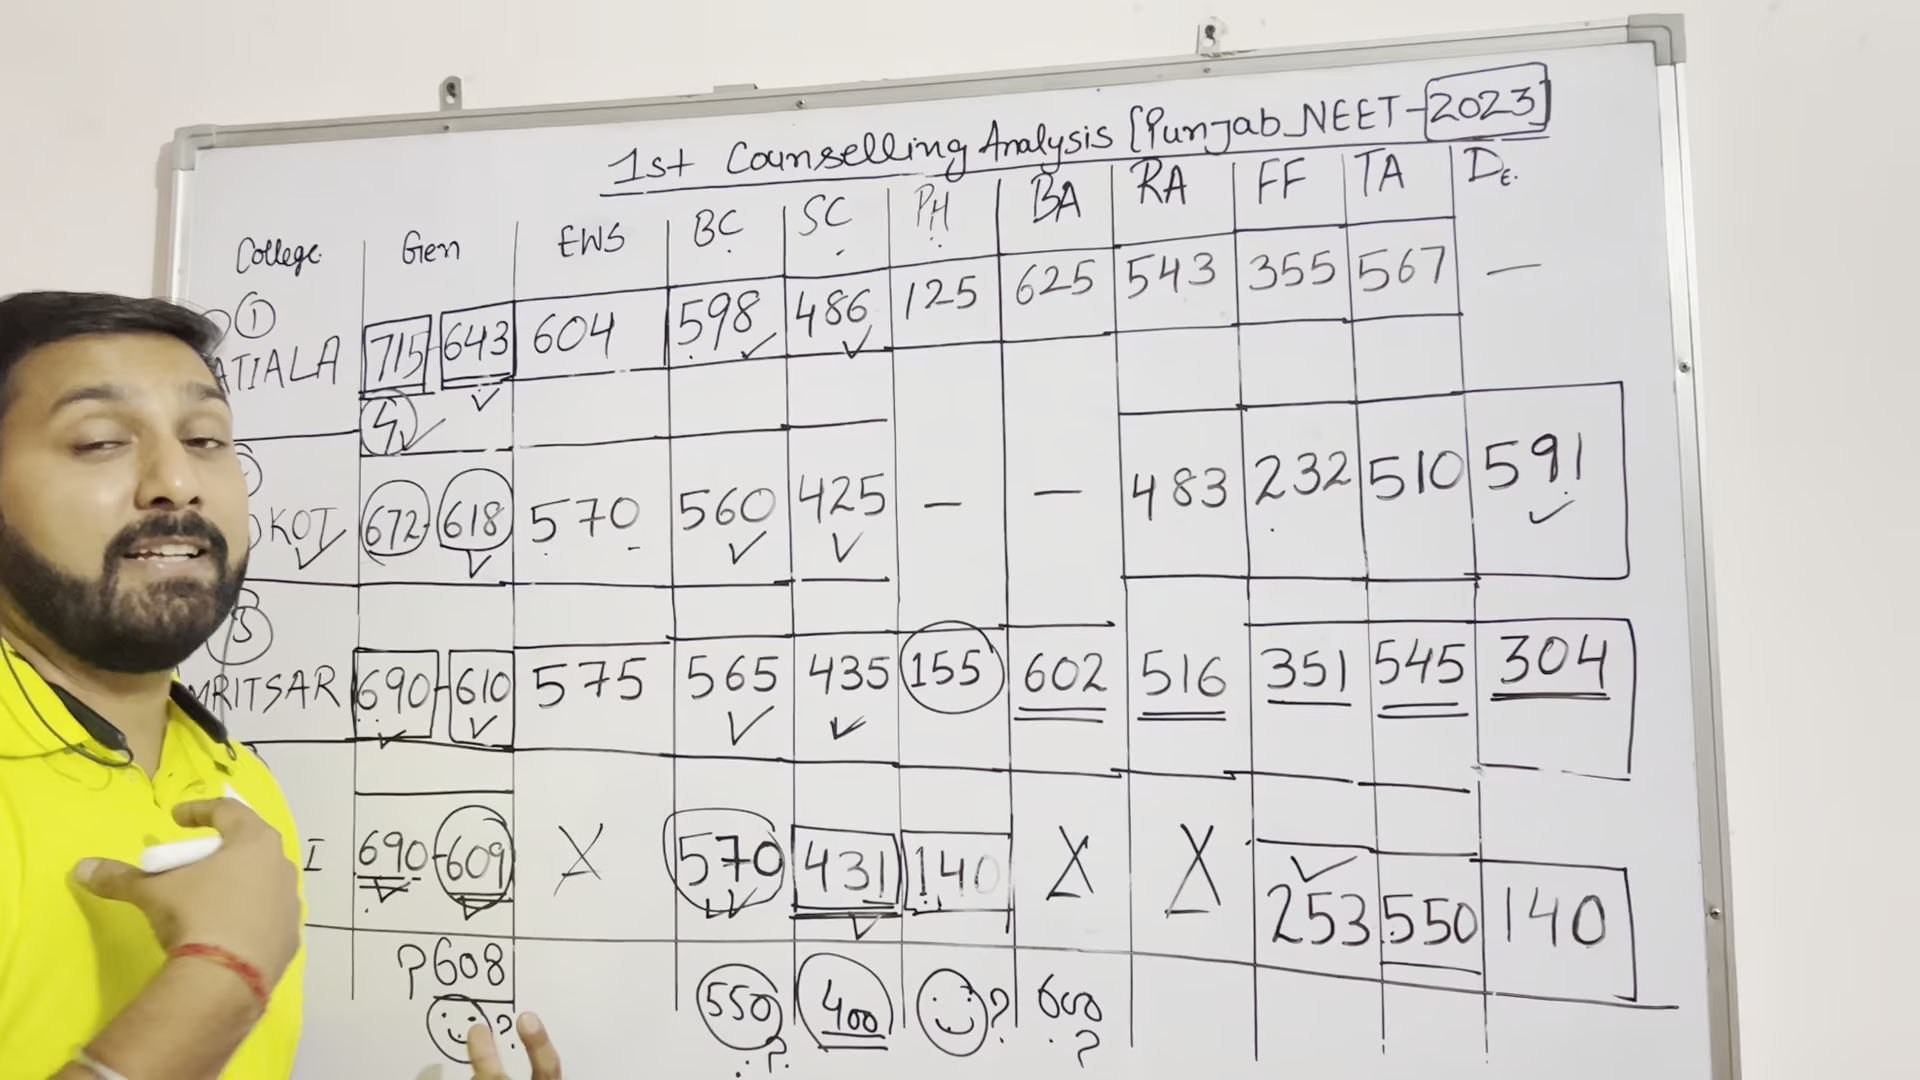 1st Counselling Analysis [Punjab NEET-2023]
College Gen EWS BC SC PH BA RA FF TA DE.
1
ATIALA 715-643 604 598 486 125 625 543 355 567 —
4
KOT 672-618 570 560 425 — — 483 232 510 591
3
MRITSAR 690-610 575 565 435 155 602 516 351 545 304
I 690-609 X 570 431 140 X X 253 550 140
?608 550 400 ? 600
? ? ?